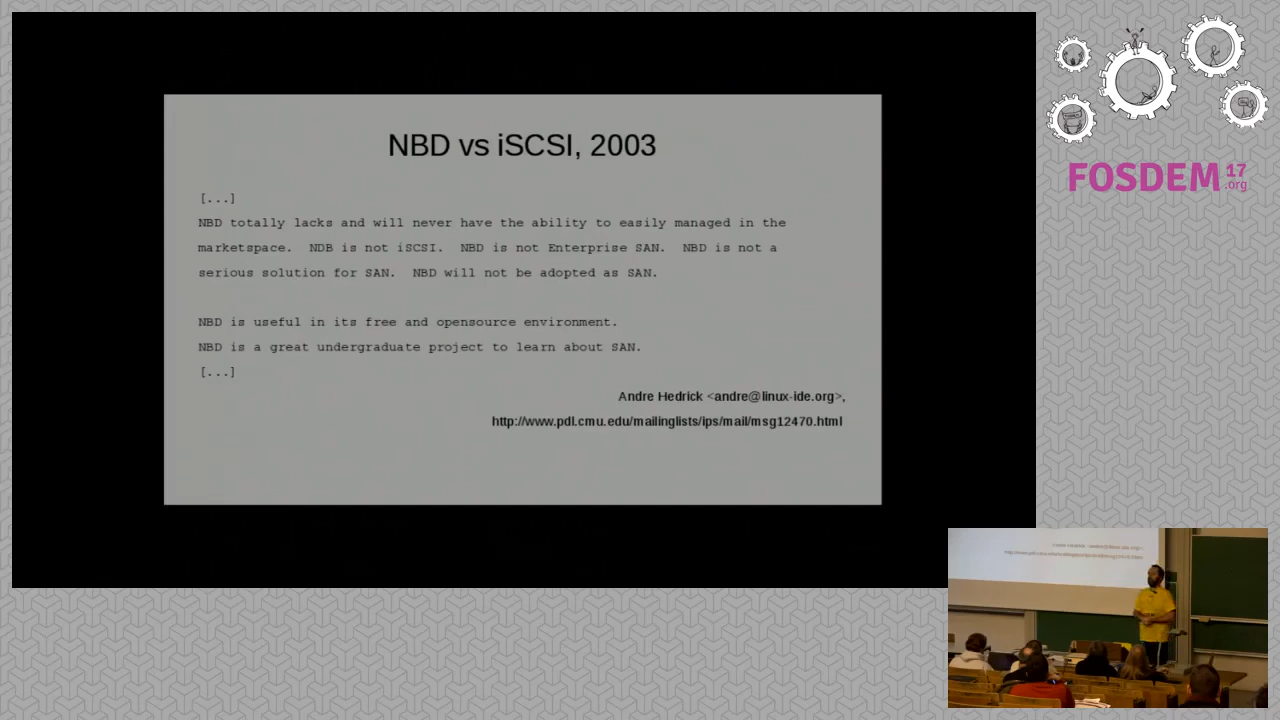 NBD vs iSCSI, 2003
[...]
NBD totally lacks and will never have the ability to easily managed in the
marketspace.  NDB is not iSCSI.  NBD is not Enterprise SAN.  NBD is not a
serious solution for SAN.  NBD will not be adopted as SAN.
NBD is useful in its free and opensource environment.
NBD is a great undergraduate project to learn about SAN.
[...]
Andre Hedrick <andre@linux-ide.org>,
http://www.pdl.cmu.edu/mailinglists/ips/mail/msg12470.html
FOSDEM 17
.org